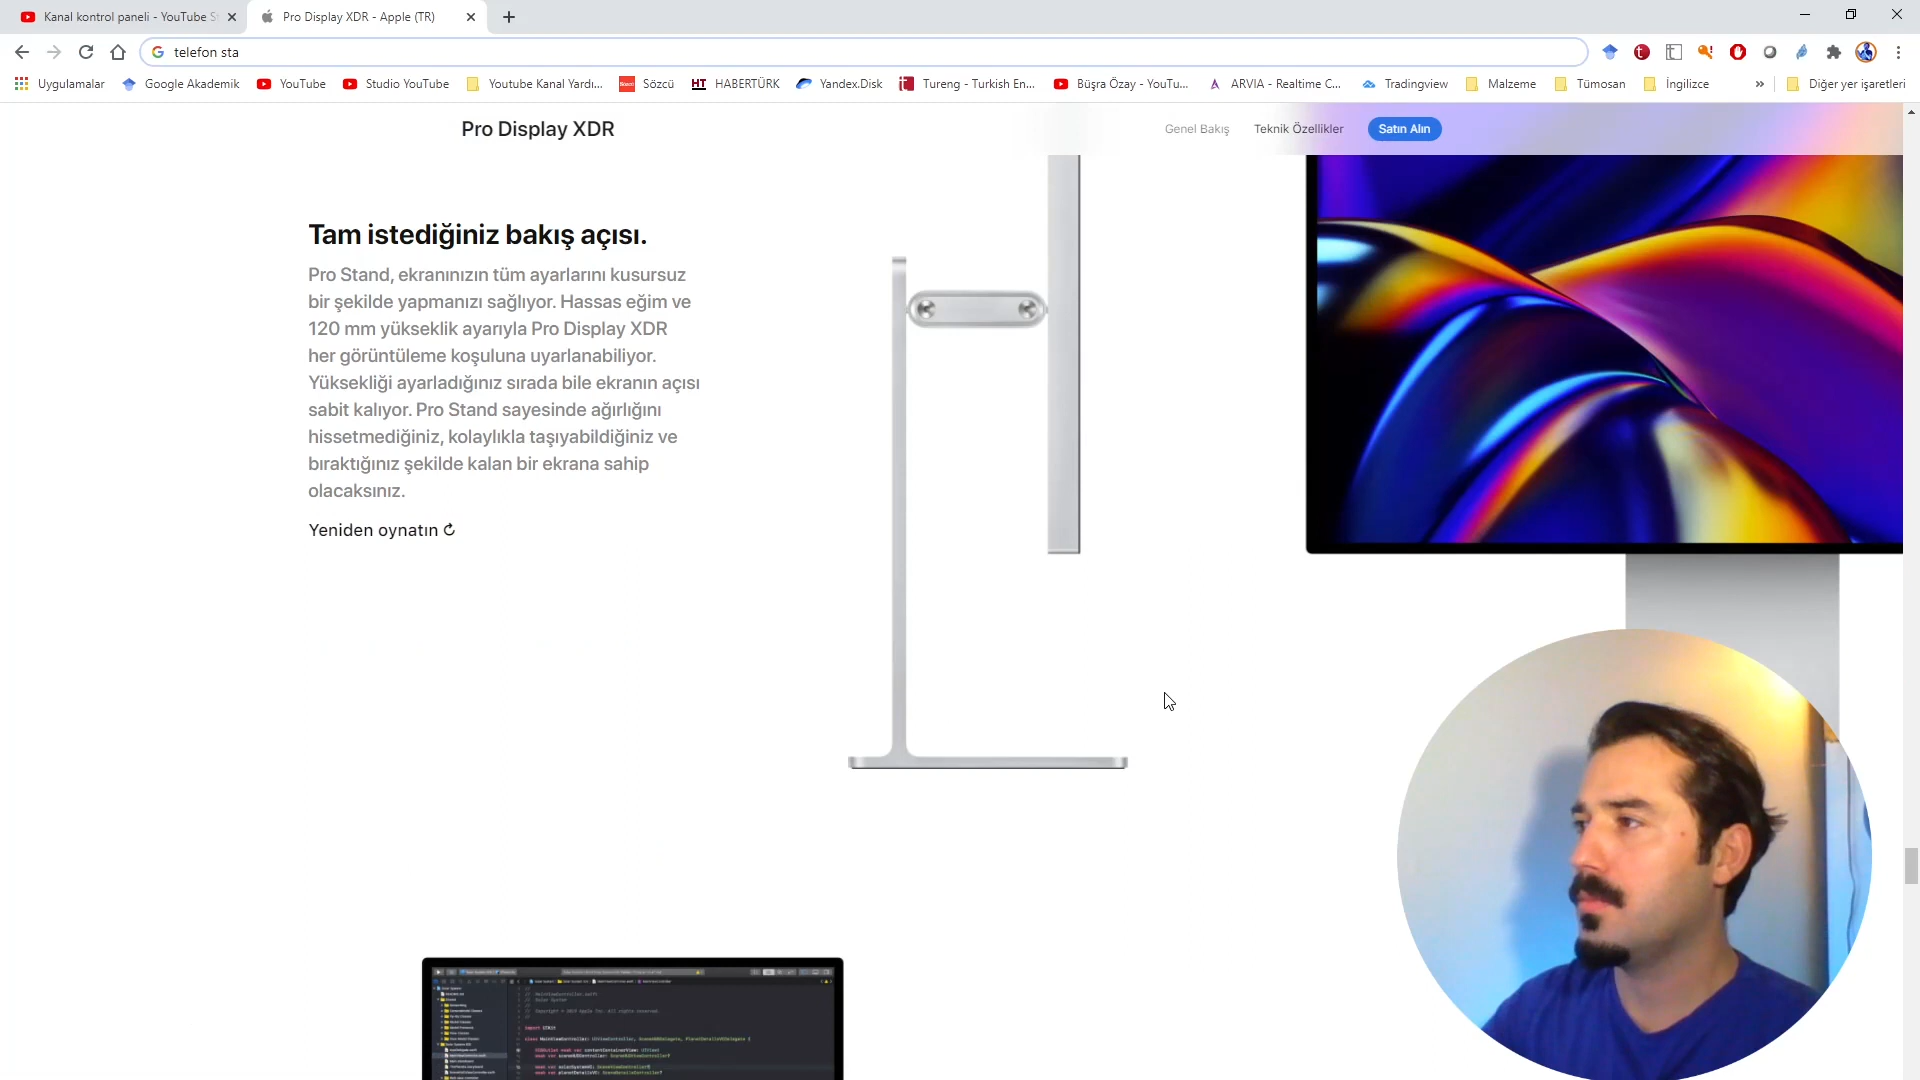 Kanal kontrol paneli - YouTube S
Pro Display XDR - Apple (TR)
telefon sta
Uygulamalar
Google Akademik
YouTube
Studio YouTube
Youtube Kanal Yardı...
Sözcü
HT HABERTÜRK
Yandex.Disk
Tureng - Turkish En...
Büşra Özay - YouTu...
ARVIA - Realtime C...
Tradingview
Malzeme
Tümosan
İngilizce
»
Diğer yer işaretleri
Pro Display XDR
Genel Bakış
Teknik Özellikler
Satın Alın
Tam istediğiniz bakış açısı.
Pro Stand, ekranınızın tüm ayarlarını kusursuz
bir şekilde yapmanızı sağlıyor. Hassas eğim ve
120 mm yükseklik ayarıyla Pro Display XDR
her görüntüleme koşuluna uyarlanabiliyor.
Yüksekliği ayarladığınız sırada bile ekranın açısı
sabit kalıyor. Pro Stand sayesinde ağırlığını
hissetmediğiniz, kolaylıkla taşıyabildiğiniz ve
bıraktığınız şekilde kalan bir ekrana sahip
olacaksınız.
Yeniden oynatın